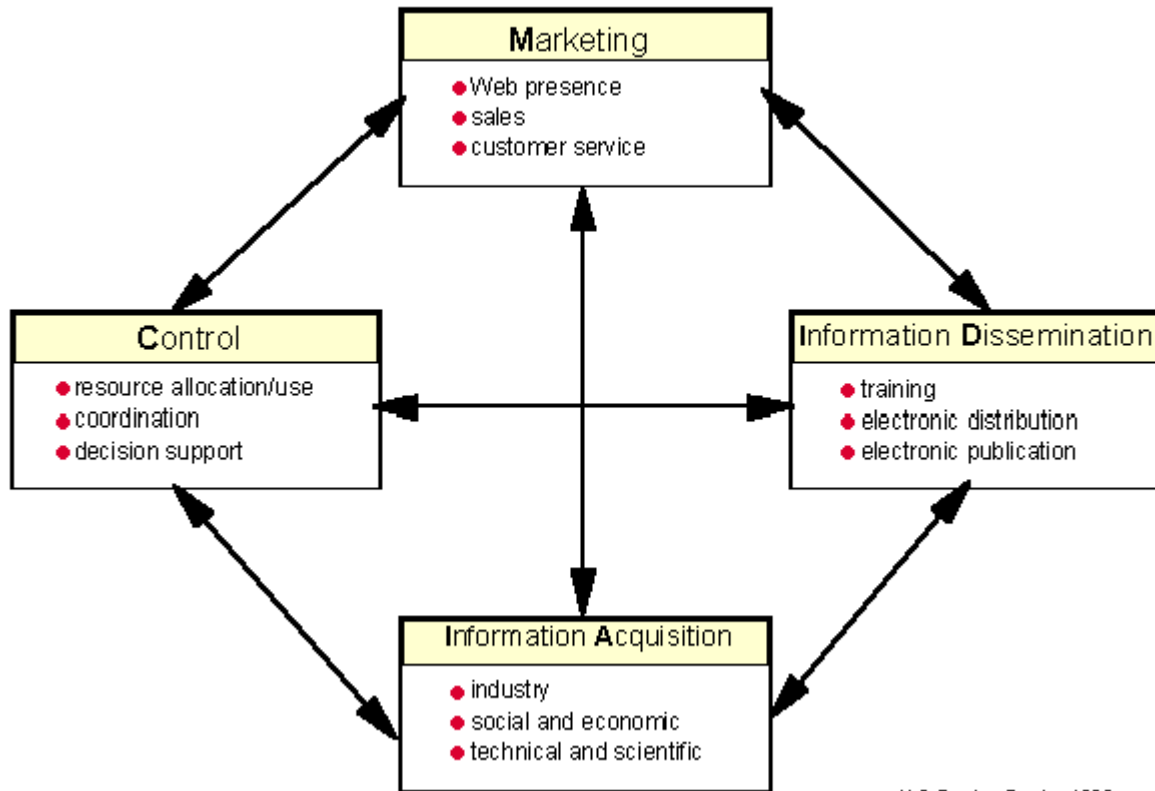 Marketing
Web presence
sales
customer service
Control
resource allocation/use
coordination
decision support
Information Dissemination
training
electronic distribution
electronic publication
Information Acquisition
industry
social and economic
technical and scientific